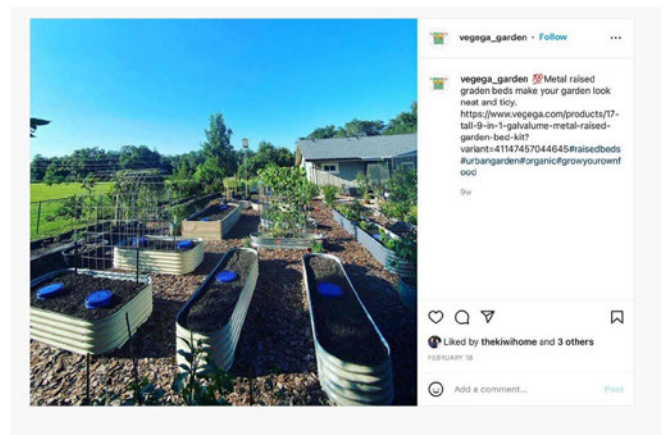 vegega_garden • Follow
vegega_garden 💯Metal raised
graden beds make your garden look
neat and tidy.
https://www.vegega.com/products/17-
tall-9-in-1-galvalume-metal-raised-
garden-bed-kit?
variant=41147457044645#raisedbeds
#urbangarden#organic#growyourownf
ood
9w
Liked by thekiwihome and 3 others
FEBRUARY 18
Add a comment...
Post